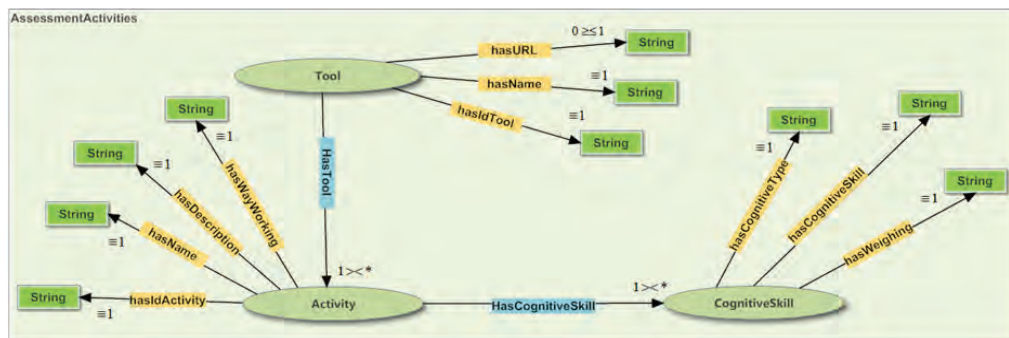 AssessmentActivities
0 ≥≤ 1
hasURL
String
Tool
hasName
≡1
String
hasIdTool
≡1
String
String
≡1
String
≡1
hasWayWorking
HasTool
String
≡1
hasDescription
String
≡1
hasName
String
≡1
hasIdActivity
1><*
Activity
HasCognitiveSkill
1><*
CognitiveSkill
String
≡1
hasCognitiveType
String
≡1
hasCognitiveSkill
String
≡1
hasWeighing